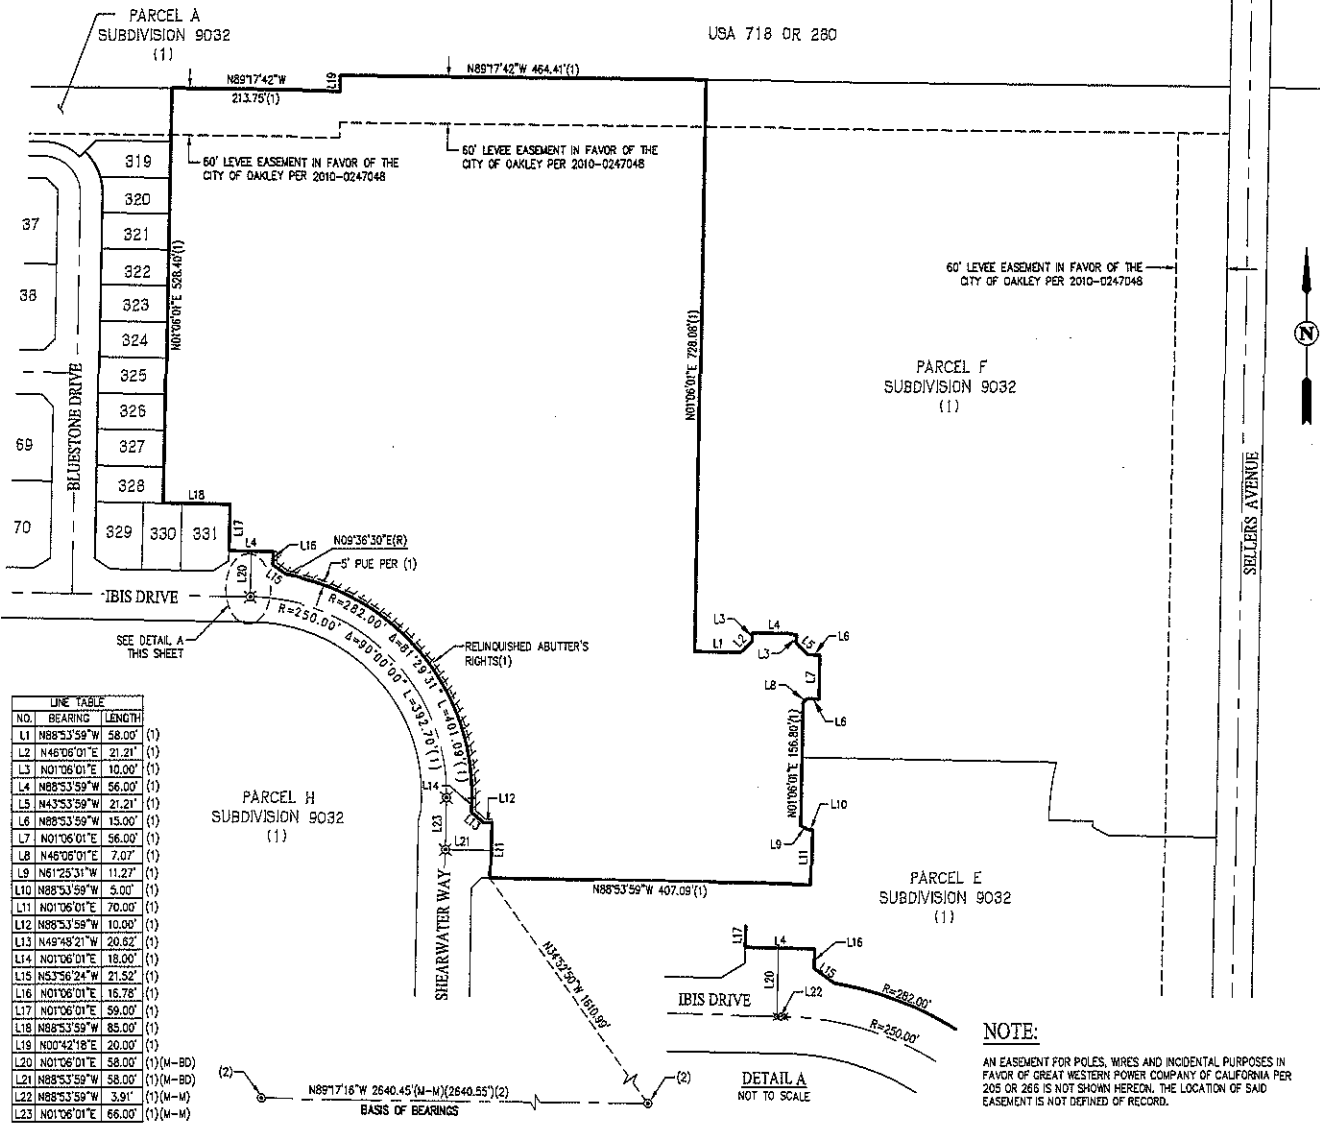 PARCEL A
SUBDIVISION 9032
(1)
USA 718 OR 280
N89°17'42"W
213.75'(1)
L19
N89°17'42"W 464.41'(1)
60' LEVEE EASEMENT IN FAVOR OF THE
CITY OF OAKLEY PER 2010-0247048
60' LEVEE EASEMENT IN FAVOR OF THE
CITY OF OAKLEY PER 2010-0247048
319
320
321
322
323
324
325
326
327
328
329
330
331
37
38
69
70
BLUESTONE DRIVE
N01°06'01"E 528.40'(1)
N01°06'01"E 728.08'(1)
60' LEVEE EASEMENT IN FAVOR OF THE
CITY OF OAKLEY PER 2010-0247048
N
PARCEL F
SUBDIVISION 9032
(1)
SELLERS AVENUE
L18
L17
L4
L16
N09°36'30"E(R)
5' PUE PER (1)
L20
L15
IBIS DRIVE
R=282.00' Δ=81°29'31" L=401.09'(1)
R=250.00' Δ=90°00'00" L=392.70'(1)
RELINQUISHED ABUTTER'S
RIGHTS(1)
SEE DETAIL A
THIS SHEET
L3
L4
L6
L1
L2
L3
L5
L7
L8
L6
N01°06'01"E 156.80'(1)
L10
L9
L11
LINE TABLE
NO. BEARING LENGTH
L1 N88°53'59"W 58.00' (1)
L2 N46°06'01"E 21.21' (1)
L3 N01°06'01"E 10.00' (1)
L4 N88°53'59"W 56.00' (1)
L5 N43°53'59"W 21.21' (1)
L6 N88°53'59"W 15.00' (1)
L7 N01°06'01"E 56.00' (1)
L8 N46°06'01"E 7.07' (1)
L9 N61°25'31"W 11.27' (1)
L10 N88°53'59"W 5.00' (1)
L11 N01°06'01"E 70.00' (1)
L12 N88°53'59"W 10.00' (1)
L13 N49°48'21"W 20.62' (1)
L14 N01°06'01"E 18.00' (1)
L15 N53°56'24"W 21.52' (1)
L16 N01°06'01"E 16.78' (1)
L17 N01°06'01"E 59.00' (1)
L18 N88°53'59"W 85.00' (1)
L19 N00°42'18"E 20.00' (1)
L20 N01°06'01"E 58.00' (1)(M-BD)
L21 N88°53'59"W 58.00' (1)(M-BD)
L22 N88°53'59"W 3.91' (1)(M-M)
L23 N01°06'01"E 66.00' (1)(M-M)
PARCEL H
SUBDIVISION 9032
(1)
L14
L12
L13
L23
L21
L11
SHEARWATER WAY
N88°53'59"W 407.09'(1)
PARCEL E
SUBDIVISION 9032
(1)
N34°52'50"W 1610.99'
L17
L4
L16
L20
L15
L22
IBIS DRIVE
R=282.00'
R=250.00'
DETAIL A
NOT TO SCALE
(2)
N89°17'16"W 2640.45'(M-M)(2640.55')(2)
BASIS OF BEARINGS
(2)
NOTE:
AN EASEMENT FOR POLES, WIRES AND INCIDENTAL PURPOSES IN
FAVOR OF GREAT WESTERN POWER COMPANY OF CALIFORNIA PER
205 OR 266 IS NOT SHOWN HEREON. THE LOCATION OF SAID
EASEMENT IS NOT DEFINED OF RECORD.